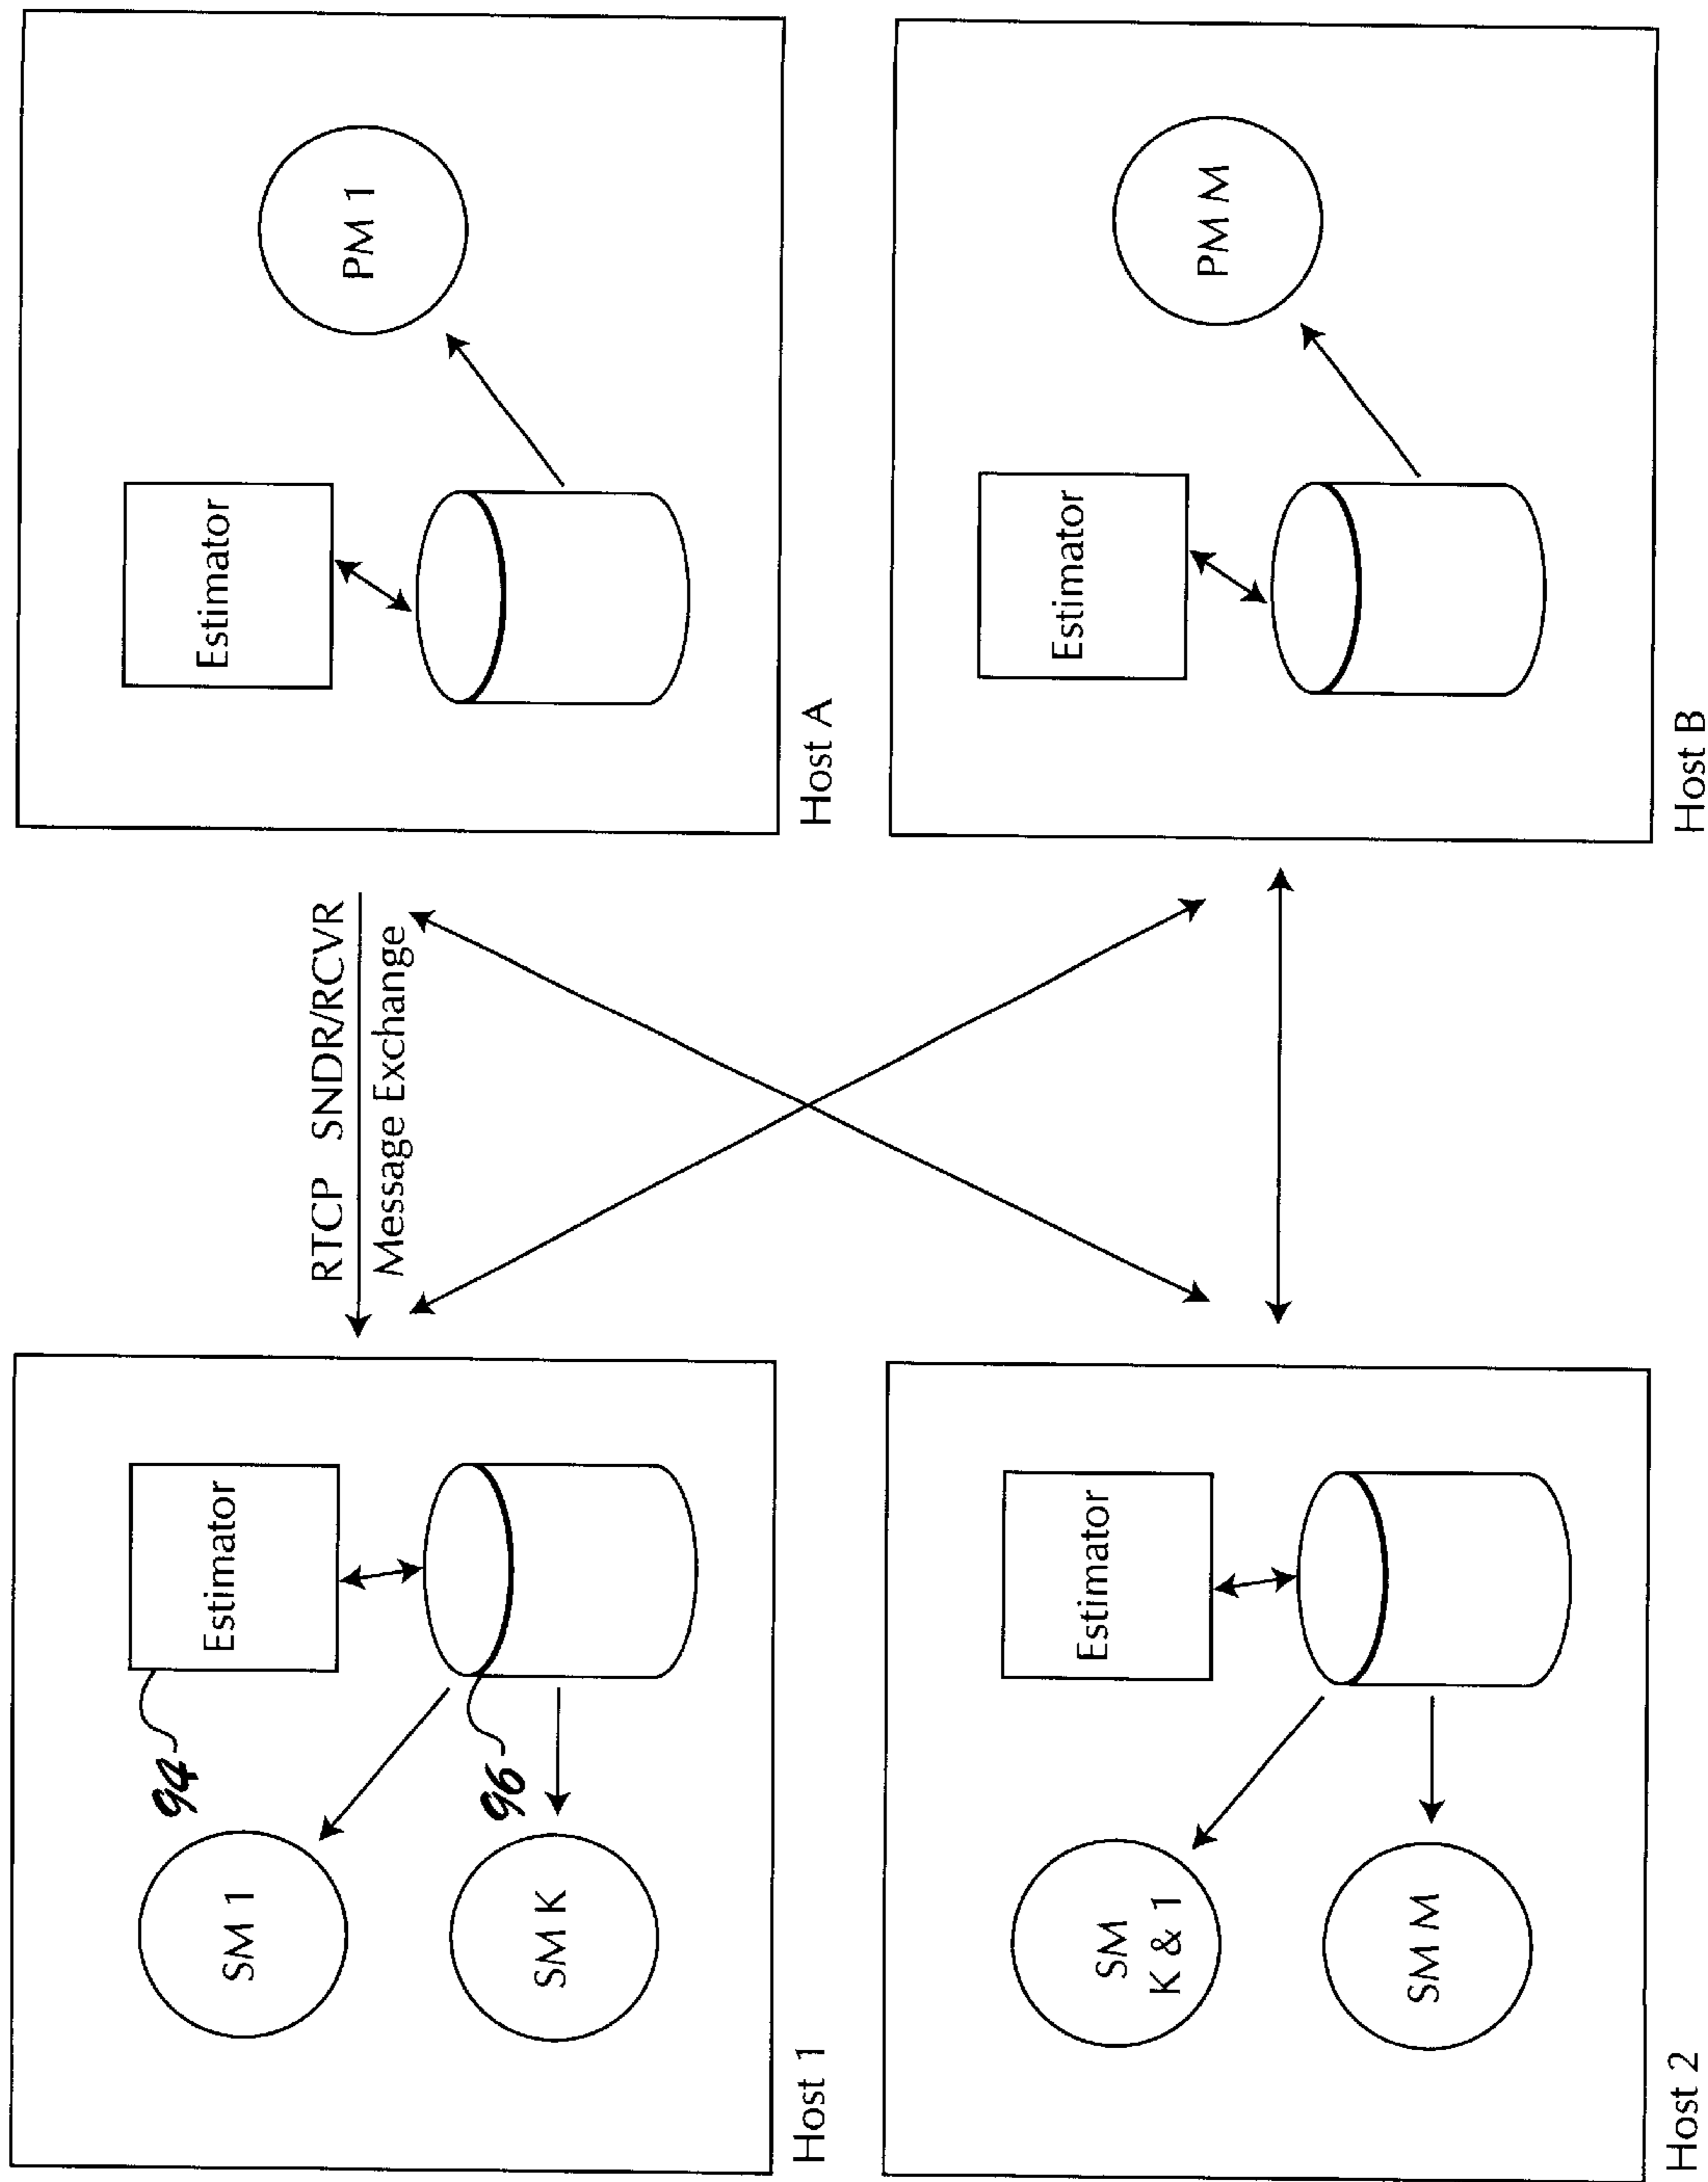 94
Estimator
SM 1
96
SM K
Host 1
RTCP SNDR/RCVR
Message Exchange
Estimator
PM 1
Host A
Estimator
SM
K & 1
SM M
Host 2
Estimator
PM M
Host B